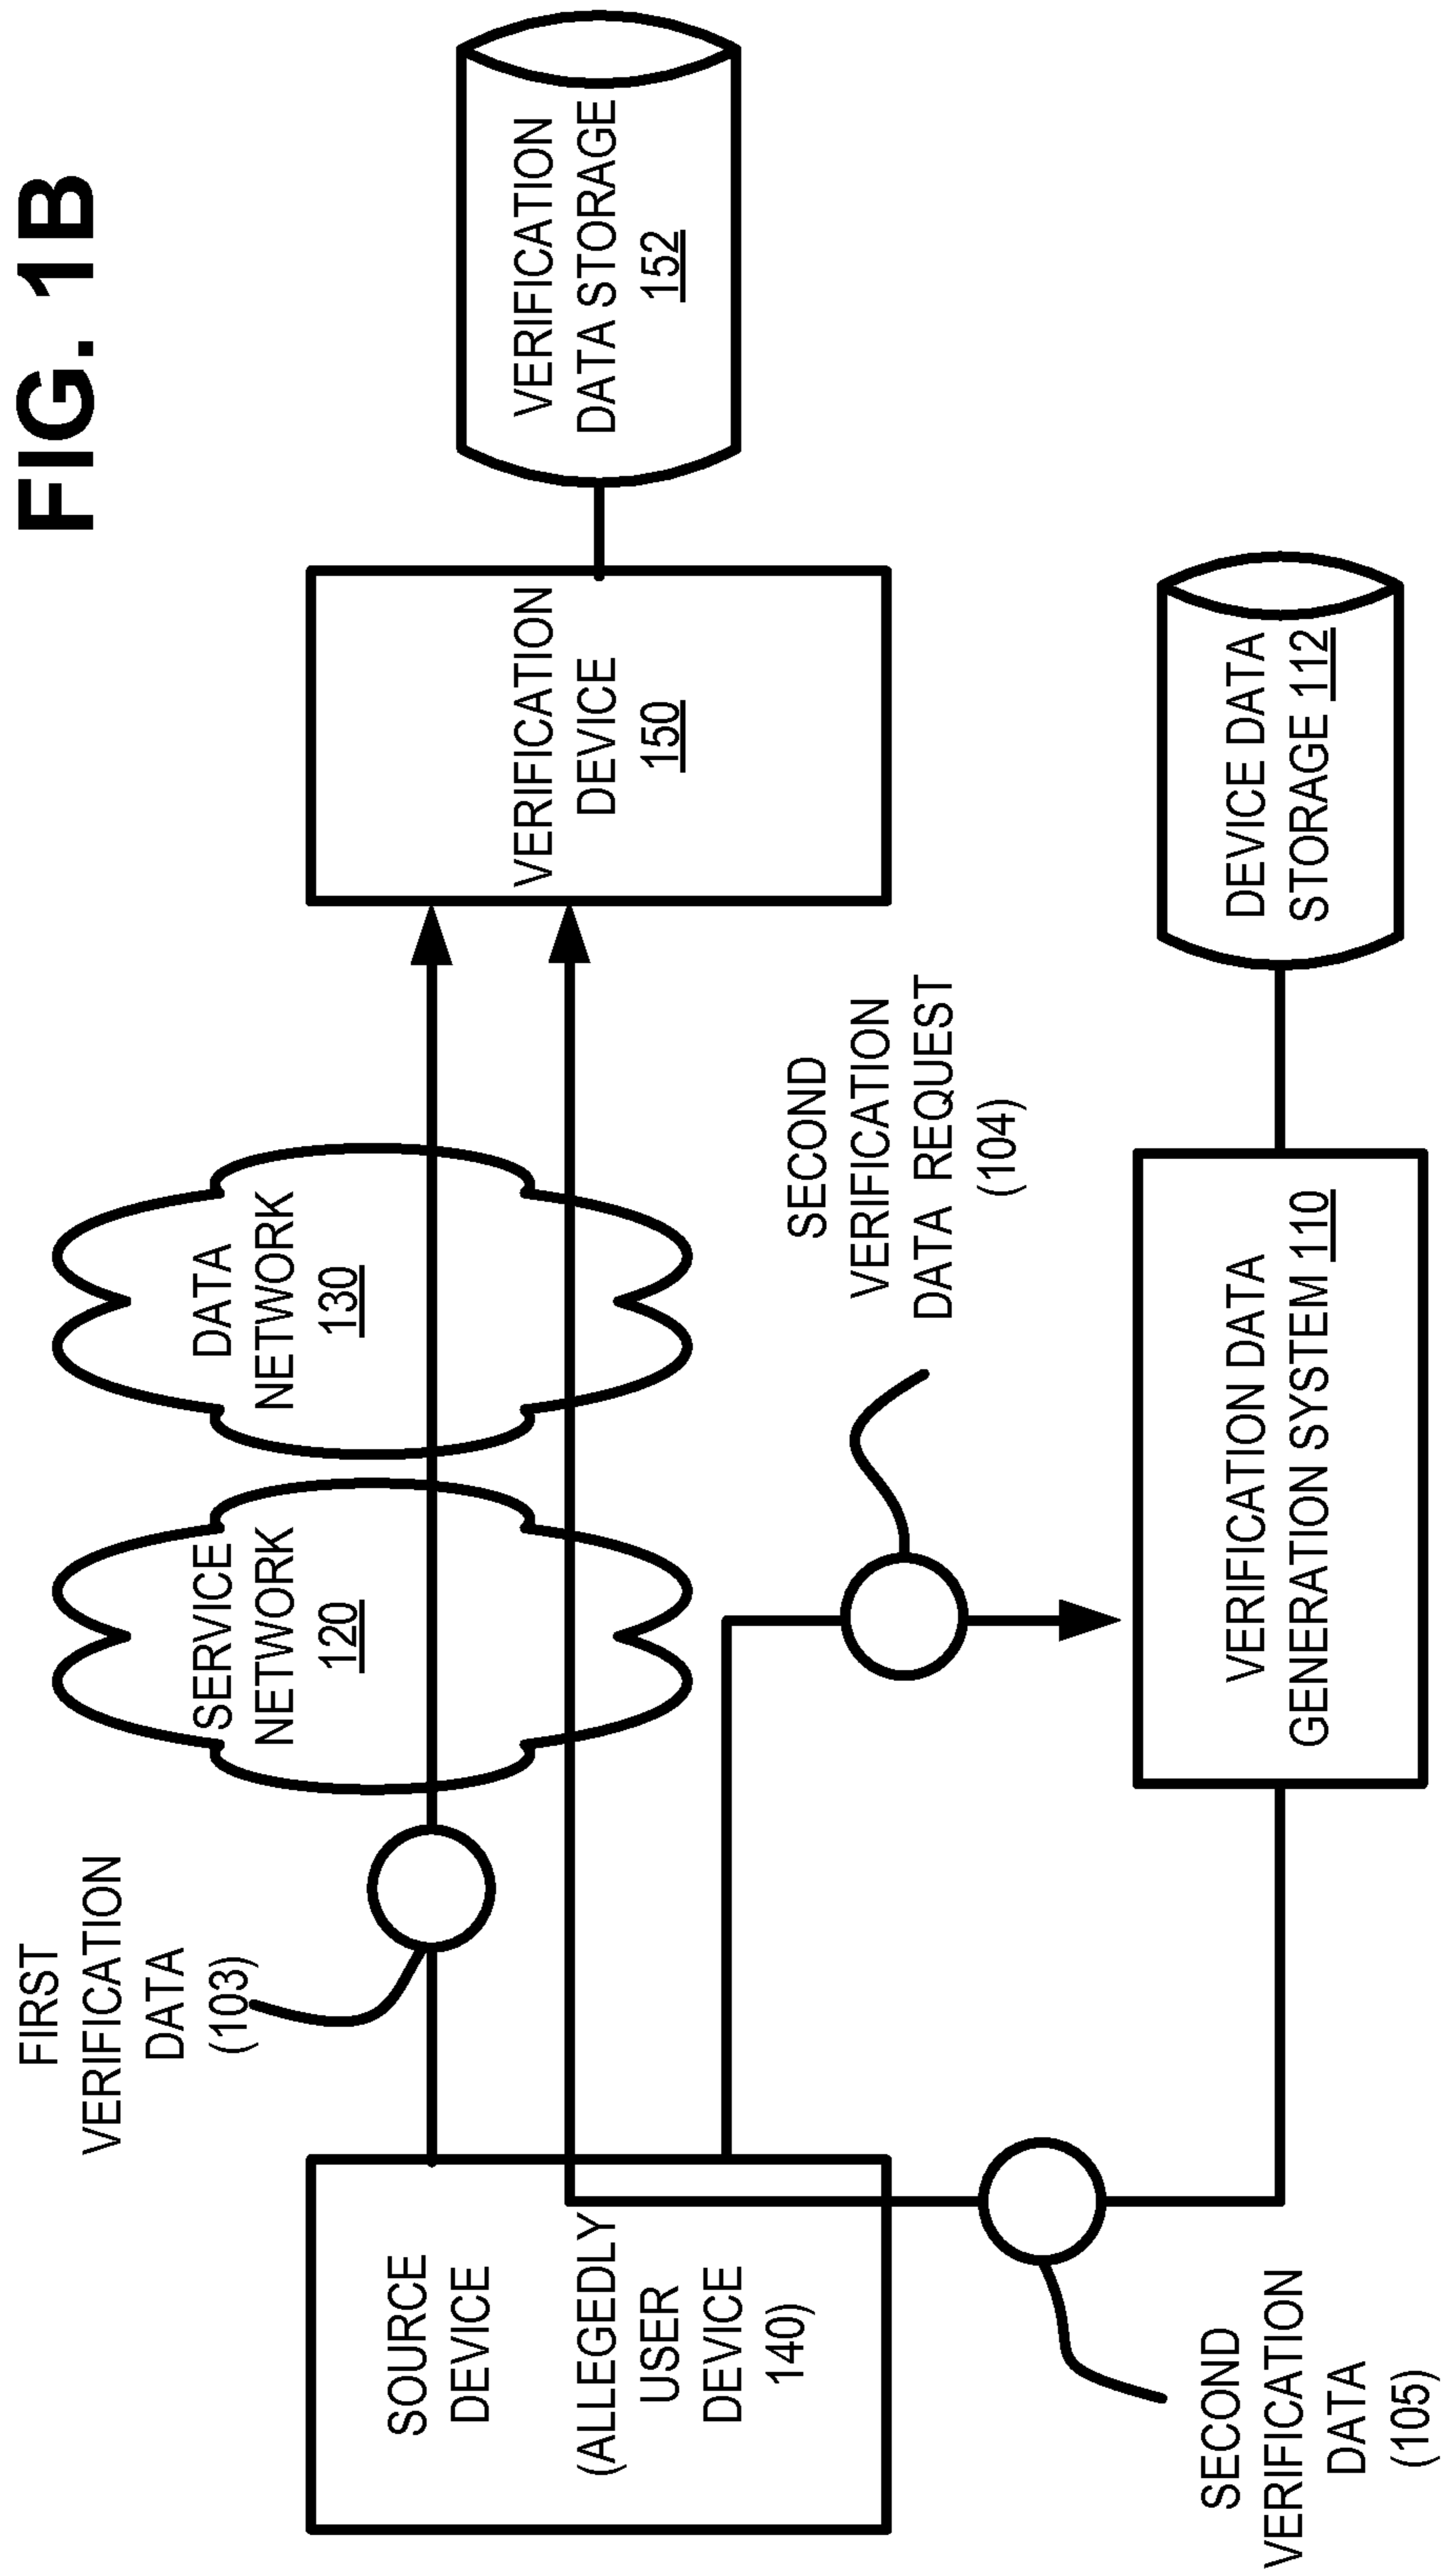 FIG. 1B
FIRST
VERIFICATION
DATA
(103)
SERVICE
NETWORK
120
DATA
NETWORK
130
SOURCE
DEVICE
(ALLEGEDLY
USER
DEVICE
140)
VERIFICATION
DEVICE
150
VERIFICATION
DATA STORAGE
152
SECOND
VERIFICATION
DATA REQUEST
(104)
SECOND
VERIFICATION
DATA
(105)
VERIFICATION DATA
GENERATION SYSTEM 110
DEVICE DATA
STORAGE 112